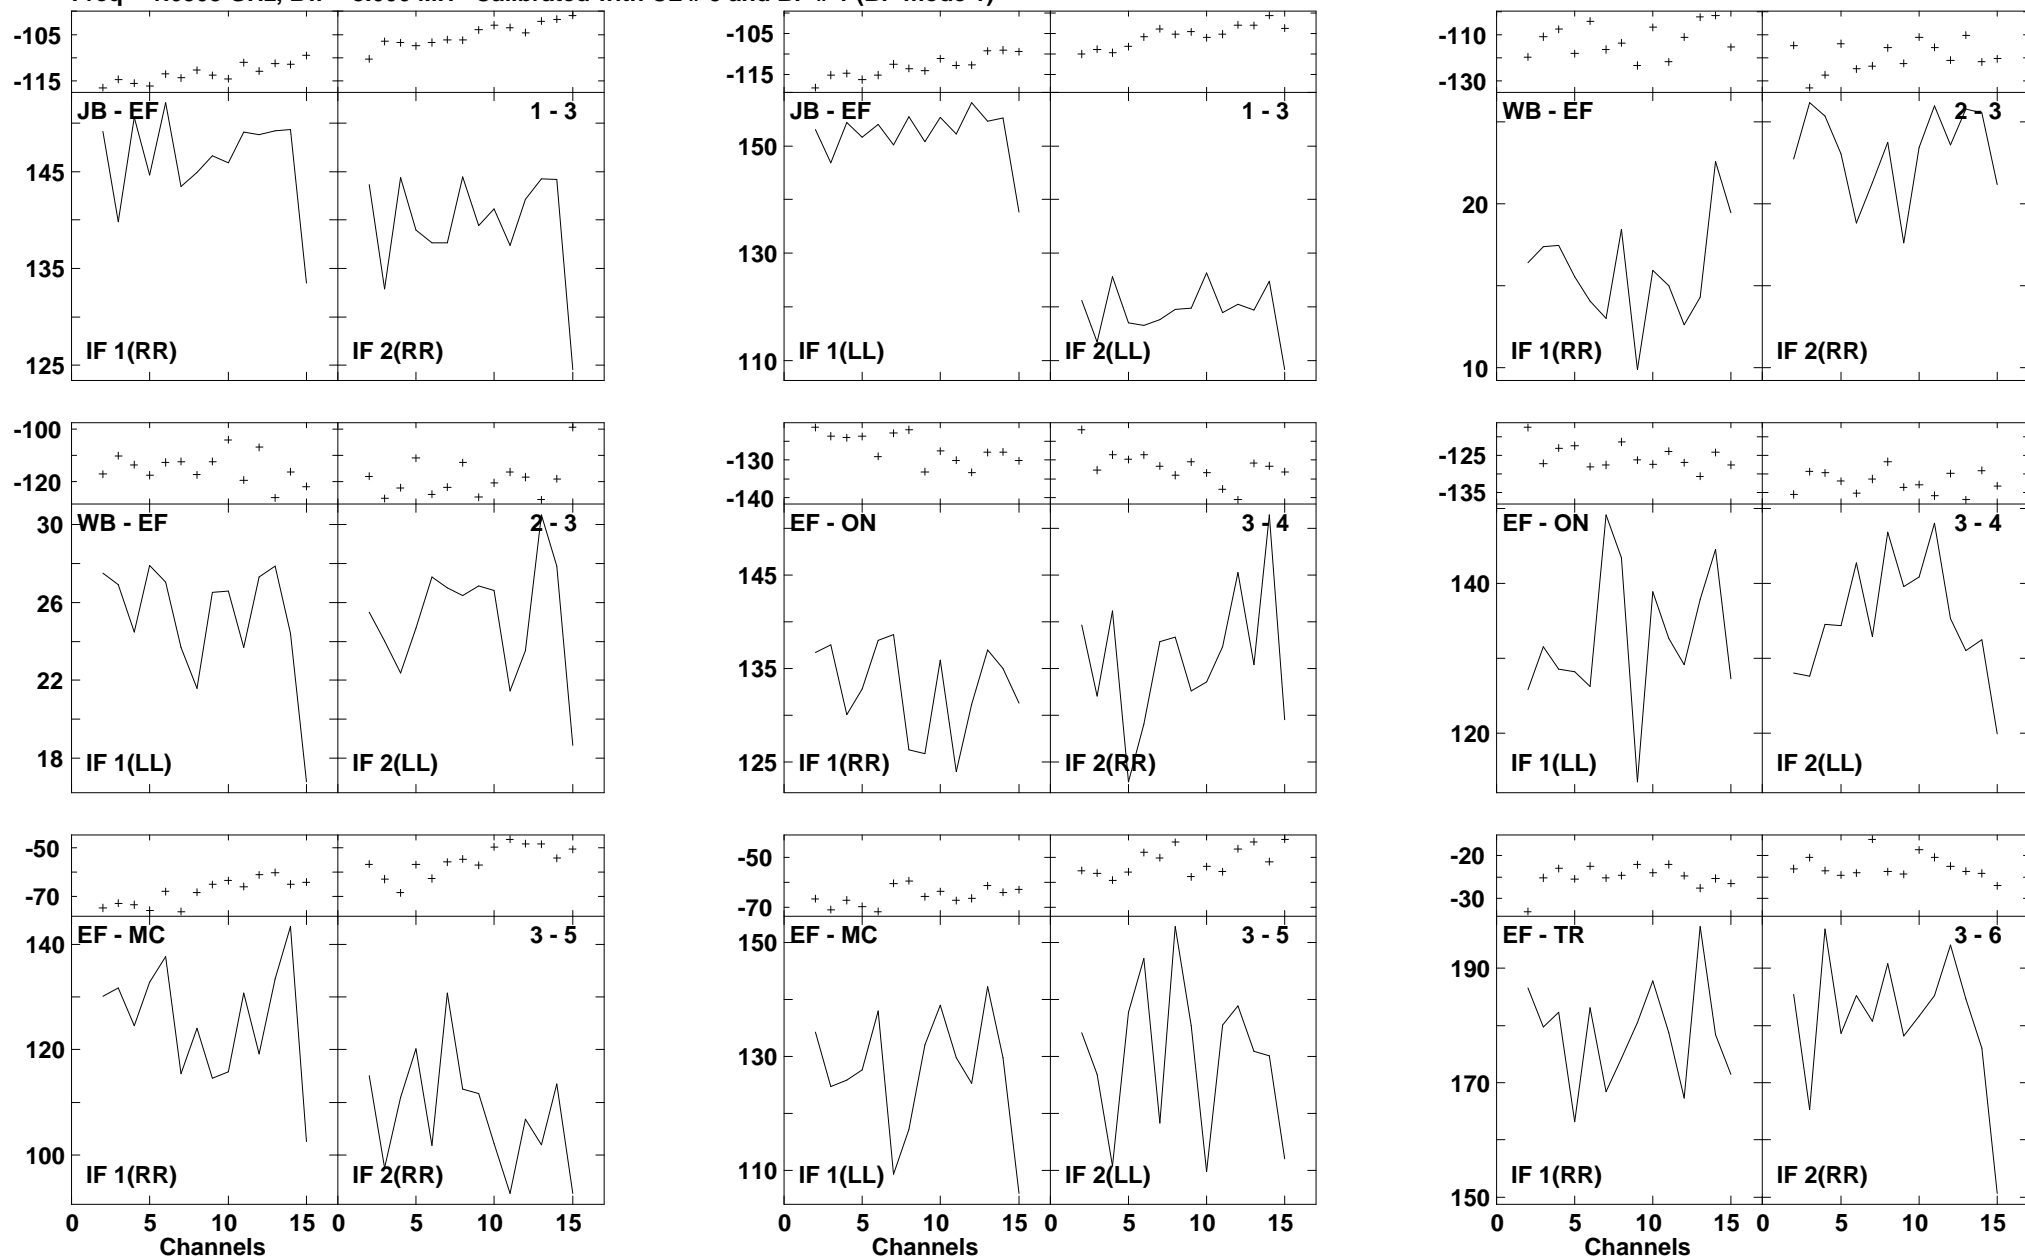 -105
-115
JB - EF
1 - 3
145
135
125
IF 1(RR)
IF 2(RR)
-105
-115
JB - EF
1 - 3
150
130
110
IF 1(LL)
IF 2(LL)
-110
-130
WB - EF
2 - 3
20
10
IF 1(RR)
IF 2(RR)
-100
-120
WB - EF
2 - 3
30
26
22
18
IF 1(LL)
IF 2(LL)
-130
-140
EF - ON
3 - 4
145
135
125
IF 1(RR)
IF 2(RR)
-125
-135
EF - ON
3 - 4
140
120
IF 1(LL)
IF 2(LL)
-50
-70
EF - MC
3 - 5
140
120
100
IF 1(RR)
IF 2(RR)
0 5 10 15 0 5 10 15
Channels
-50
-70
EF - MC
3 - 5
150
130
110
IF 1(LL)
IF 2(LL)
0 5 10 15 0 5 10 15
Channels
-20
-30
EF - TR
3 - 6
190
170
150
IF 1(RR)
IF 2(RR)
0 5 10 15 0 5 10 15
Channels